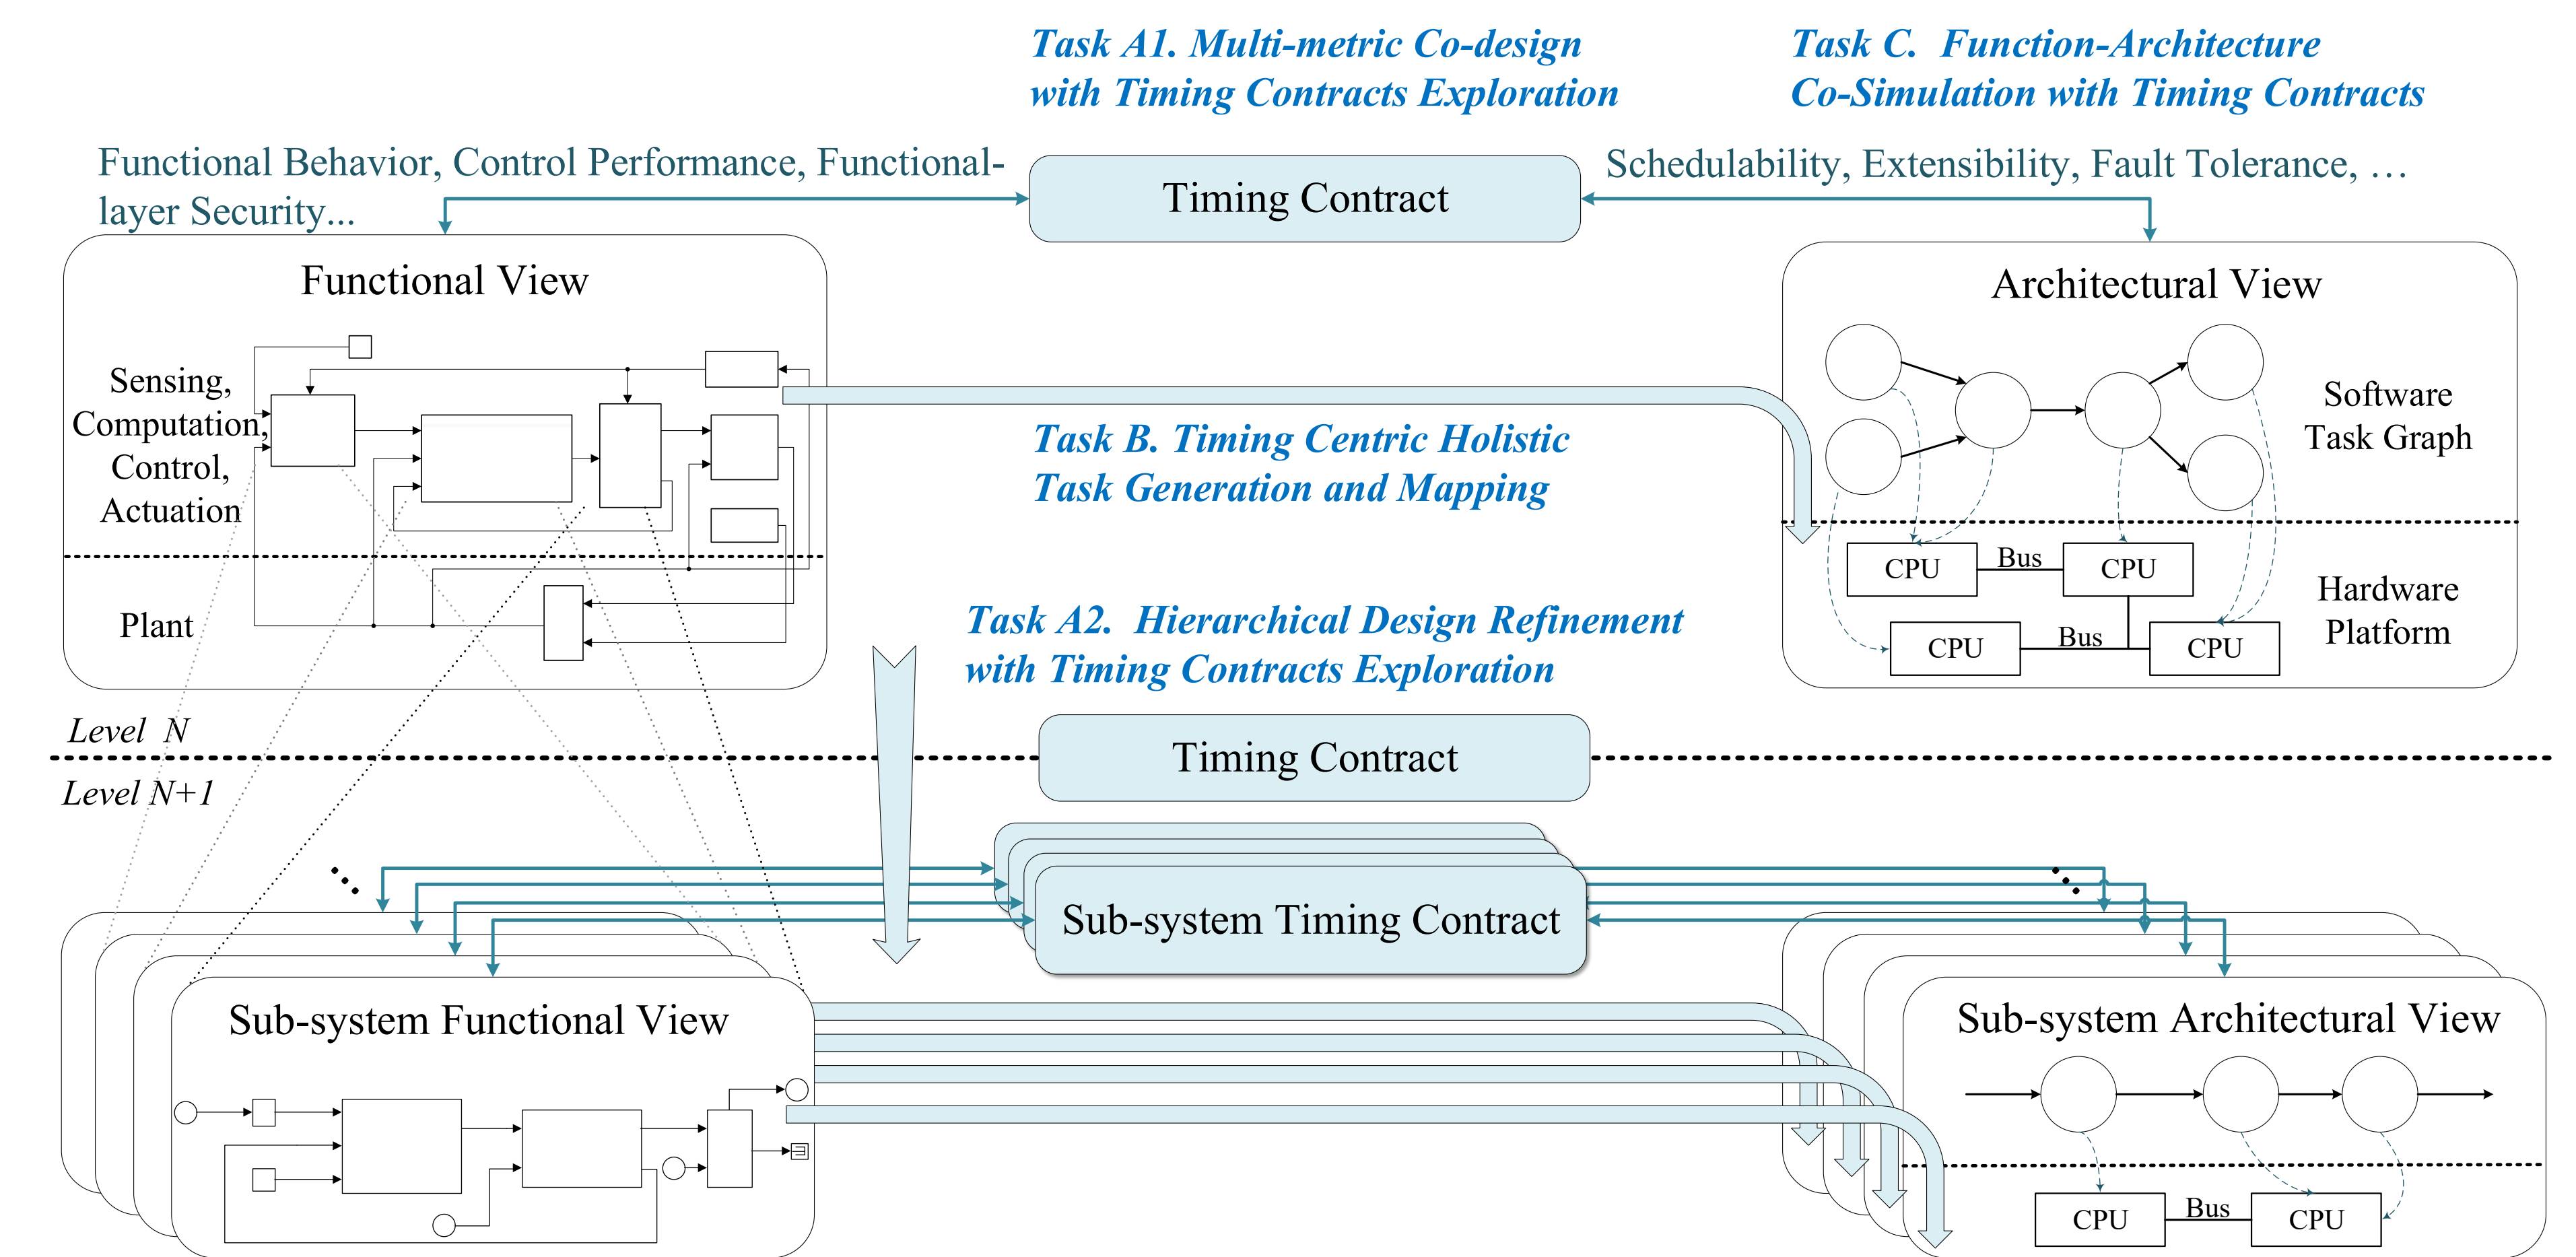 Task A1. Multi-metric Co-design
with Timing Contracts Exploration
Task C. Function-Architecture
Co-Simulation with Timing Contracts
Functional Behavior, Control Performance, Functional-
layer Security...
Timing Contract
Schedulability, Extensibility, Fault Tolerance, …
Functional View
Sensing,
Computation,
Control,
Actuation
Plant
Architectural View
Software
Task Graph
CPU
Bus
CPU
CPU
Bus
CPU
Hardware
Platform
Task B. Timing Centric Holistic
Task Generation and Mapping
Task A2. Hierarchical Design Refinement
with Timing Contracts Exploration
Level N
Timing Contract
Level N+1
Sub-system Timing Contract
Sub-system Functional View
Sub-system Architectural View
CPU
Bus
CPU